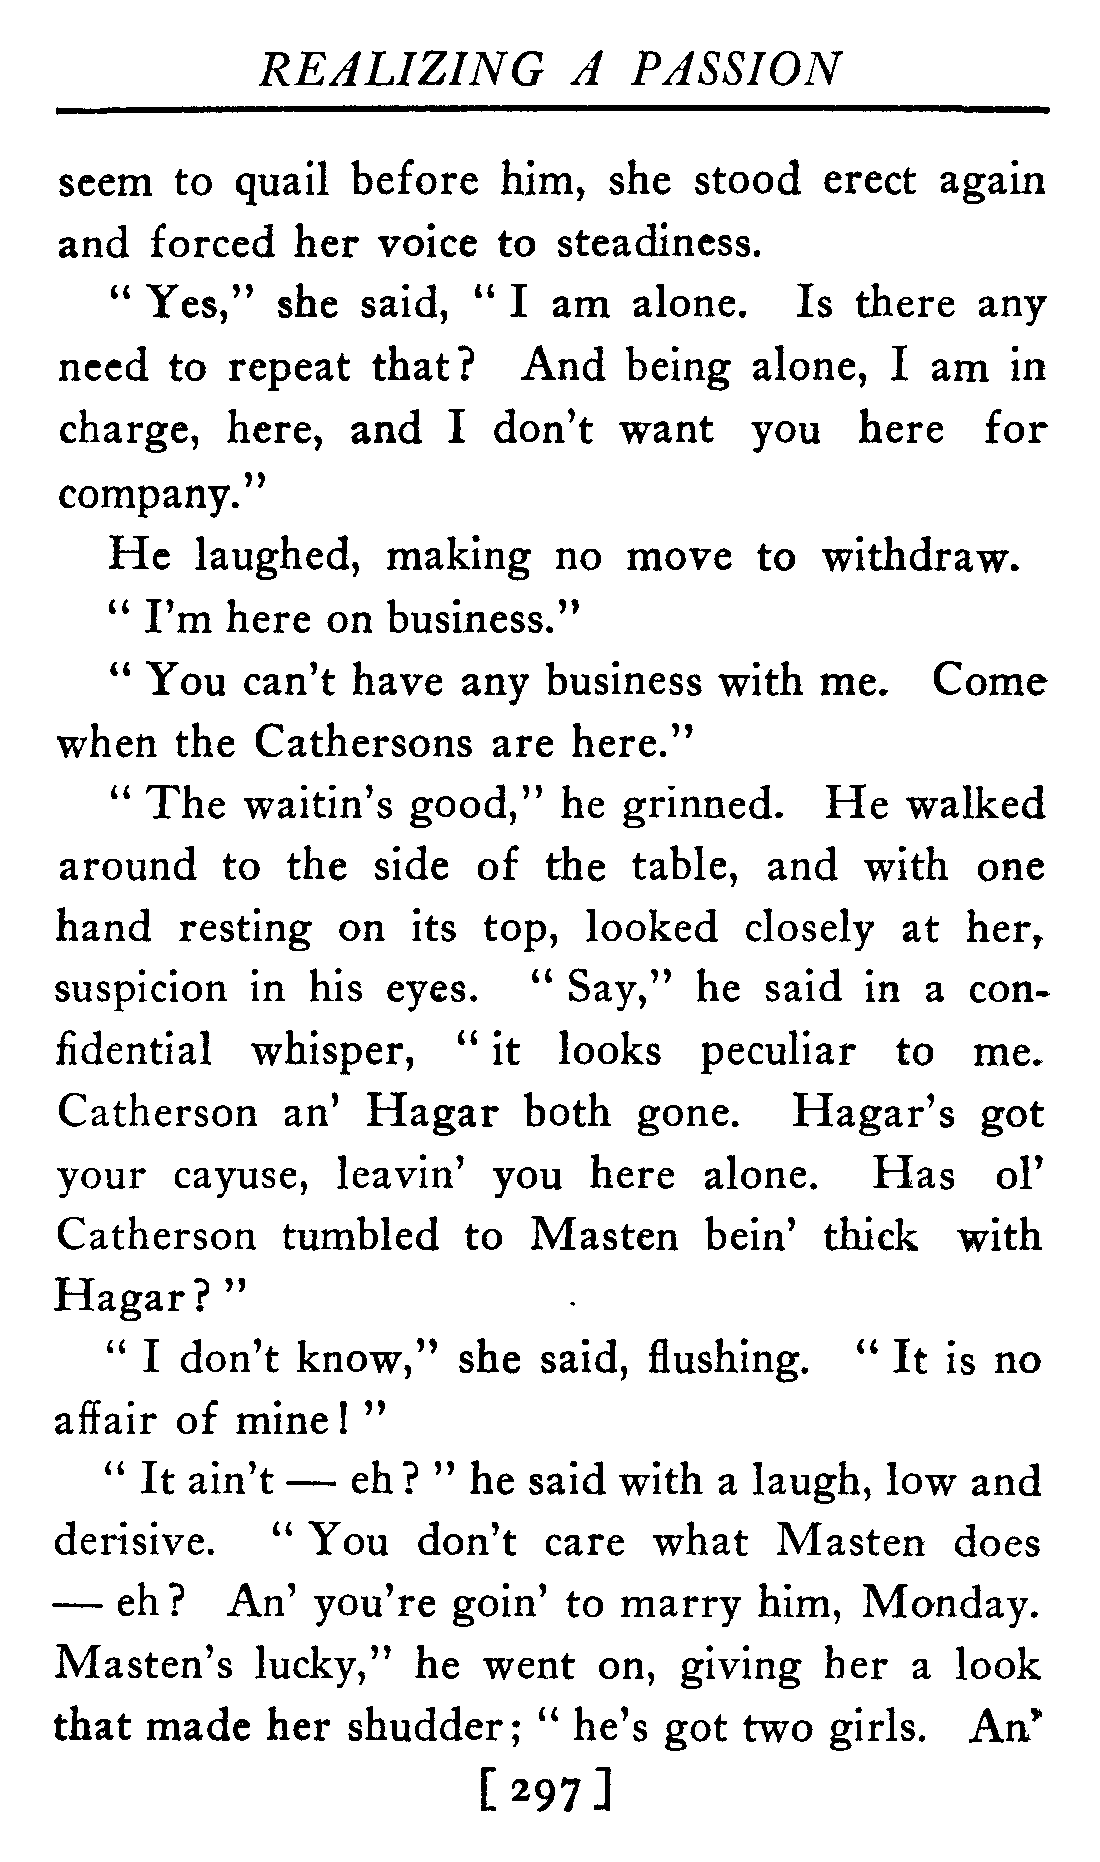 REALIZING A PASSION
seem to quail before him, she stood erect again
and forced her voice to steadiness.
" Yes," she said, " I am alone. Is there any
need to repeat that? And being alone, I am in
charge, here, and I don't want you here for
company."
He laughed, making no move to withdraw.
" I'm here on business."
" You can't have any business with me. Come
when the Cathersons are here."
" The waitin's good," he grinned. He walked
around to the side of the table, and with one
hand resting on its top, looked closely at her,
suspicion in his eyes. " Say," he said in a con-
fidential whisper, " it looks peculiar to me.
Catherson an' Hagar both gone. Hagar's got
your cayuse, leavin' you here alone. Has ol'
Catherson tumbled to Masten bein' thick with
Hagar? "
" I don't know," she said, flushing. " It is no
affair of mine! "
" It ain't — eh? " he said with a laugh, low and
derisive. " You don't care what Masten does
— eh? An' you're goin' to marry him, Monday.
Masten's lucky," he went on, giving her a look
that made her shudder; " he's got two girls. An'
[ 297 ]